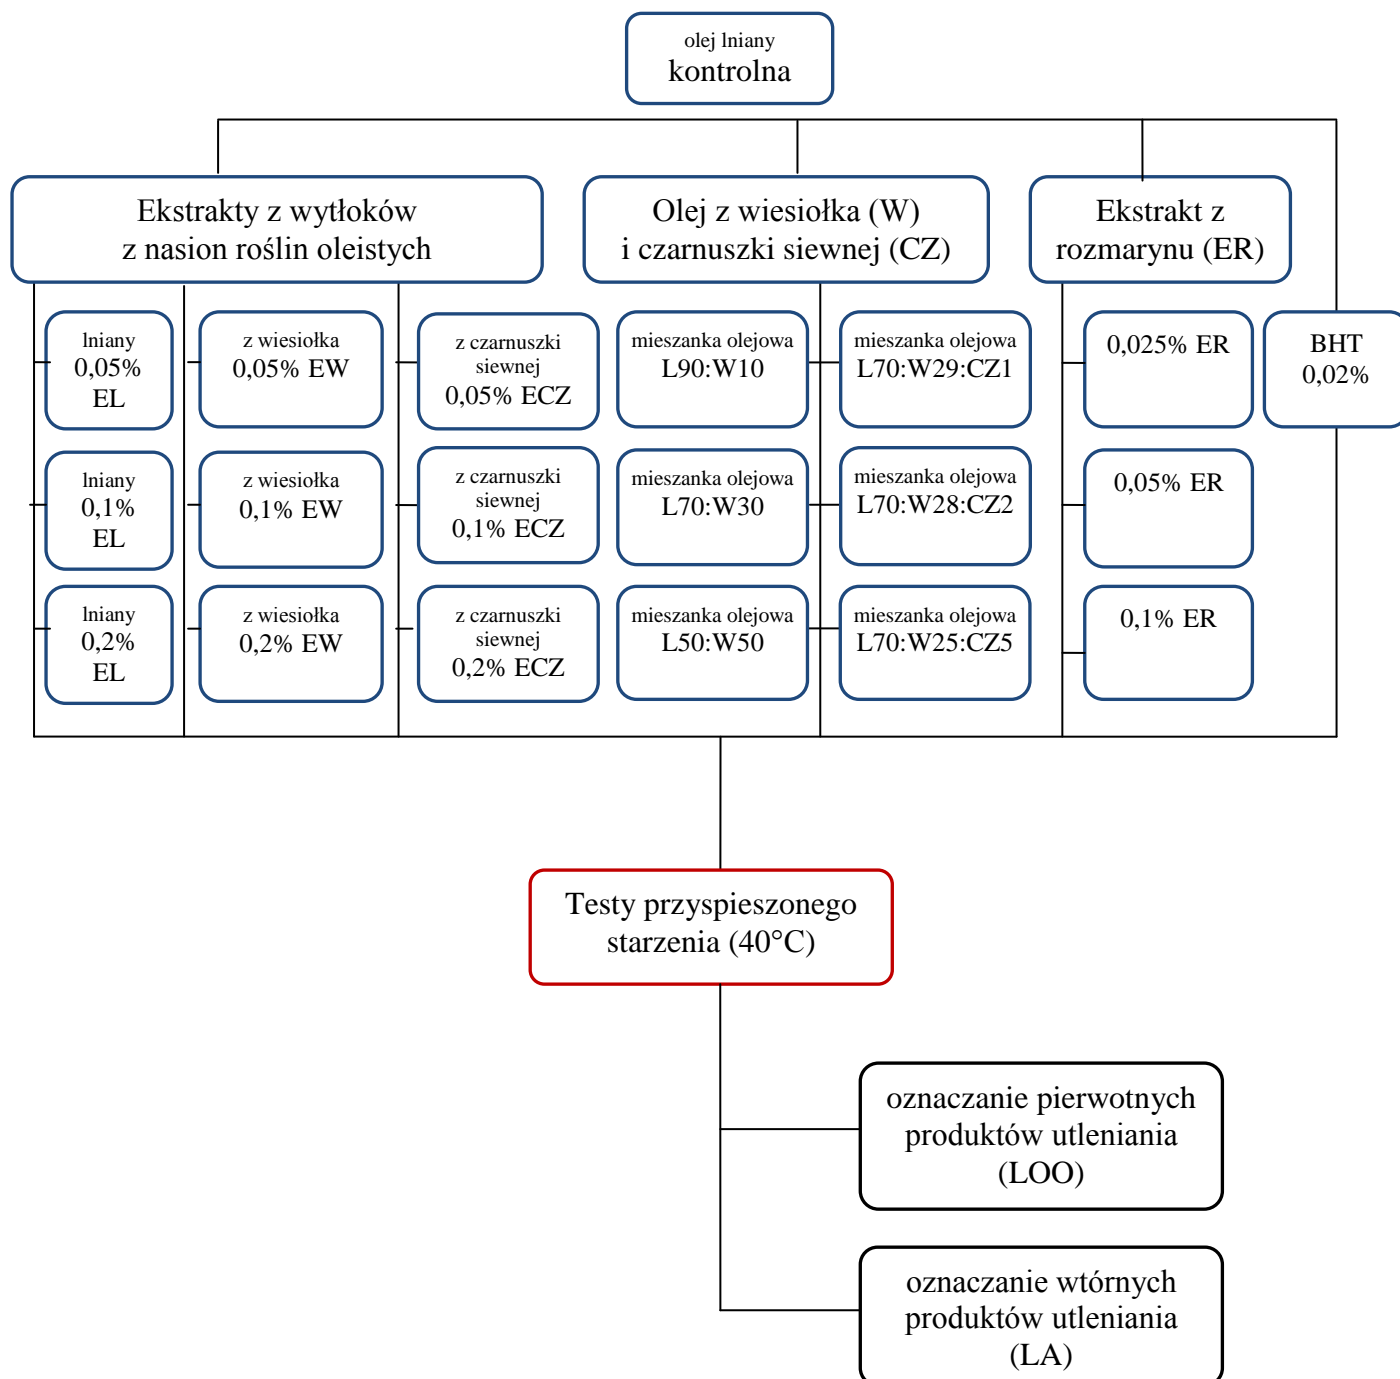 olej lniany
kontrolna
Ekstrakty z wytłoków
z nasion roślin oleistych
Olej z wiesiołka (W)
i czarnuszki siewnej (CZ)
Ekstrakt z
rozmarynu (ER)
lniany
0,05%
EL
z wiesiołka
0,05% EW
z czarnuszki
siewnej
0,05% ECZ
mieszanka olejowa
L90:W10
mieszanka olejowa
L70:W29:CZ1
0,025% ER
BHT
0,02%
lniany
0,1%
EL
z wiesiołka
0,1% EW
z czarnuszki
siewnej
0,1% ECZ
mieszanka olejowa
L70:W30
mieszanka olejowa
L70:W28:CZ2
0,05% ER
lniany
0,2%
EL
z wiesiołka
0,2% EW
z czarnuszki
siewnej
0,2% ECZ
mieszanka olejowa
L50:W50
mieszanka olejowa
L70:W25:CZ5
0,1% ER
Testy przyspieszonego
starzenia (40°C)
oznaczanie pierwotnych
produktów utleniania
(LOO)
oznaczanie wtórnych
produktów utleniania
(LA)